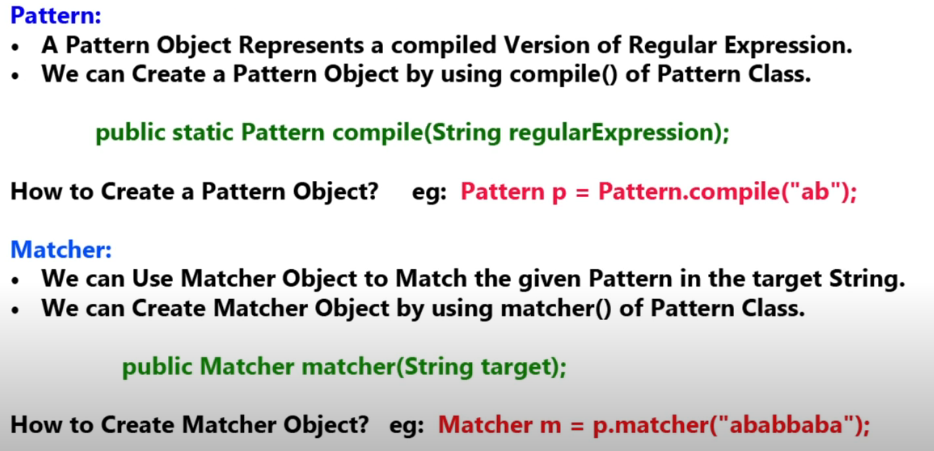 Pattern:
• A Pattern Object Represents a compiled Version of Regular Expression.
• We can Create a Pattern Object by using compile() of Pattern Class.
public static Pattern compile(String regularExpression);
How to Create a Pattern Object? eg: Pattern p = Pattern.compile("ab");
Matcher:
• We can Use Matcher Object to Match the given Pattern in the target String.
• We can Create Matcher Object by using matcher() of Pattern Class.
public Matcher matcher(String target);
How to Create Matcher Object? eg: Matcher m = p.matcher("ababbaba");